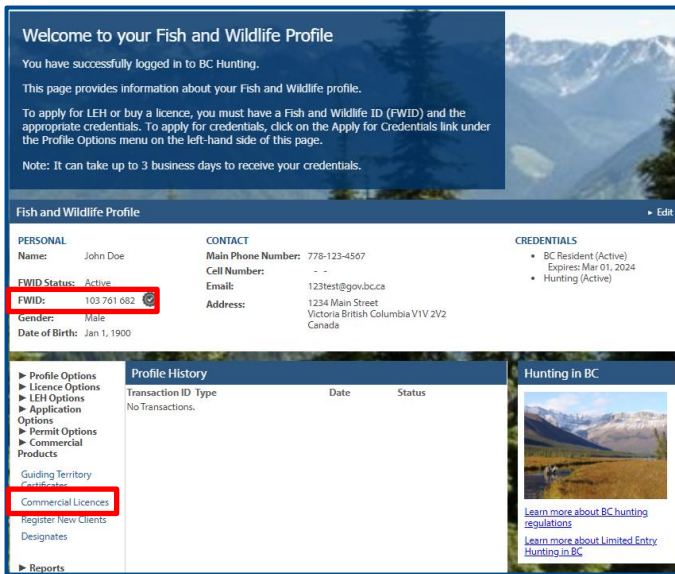 Welcome to your Fish and Wildlife Profile
You have successfully logged in to BC Hunting.
This page provides information about your Fish and Wildlife profile.
To apply for LEH or buy a licence, you must have a Fish and Wildlife ID (FWID) and the
appropriate credentials. To apply for credentials, click on the Apply for Credentials link under
the Profile Options menu on the left-hand side of this page.
Note: It can take up to 3 business days to receive your credentials.
Fish and Wildlife Profile
▸ Edit
PERSONAL
Name: John Doe
FWID Status: Active
FWID: 103 761 682
Gender: Male
Date of Birth: Jan 1, 1900
CONTACT
Main Phone Number: 778-123-4567
Cell Number: - -
Email: 123test@gov.bc.ca
Address: 1234 Main Street
Victoria British Columbia V1V 2V2
Canada
CREDENTIALS
• BC Resident (Active)
Expires: Mar 01, 2024
• Hunting (Active)
▶ Profile Options
▶ Licence Options
▶ LEH Options
▶ Application
Options
▶ Permit Options
▶ Commercial
Products
Guiding Territory
Certificates
Commercial Licences
Register New Clients
Designates
▶ Reports
Profile History
Transaction ID Type Date Status
No Transactions.
Hunting in BC
Learn more about BC hunting
regulations
Learn more about Limited Entry
Hunting in BC